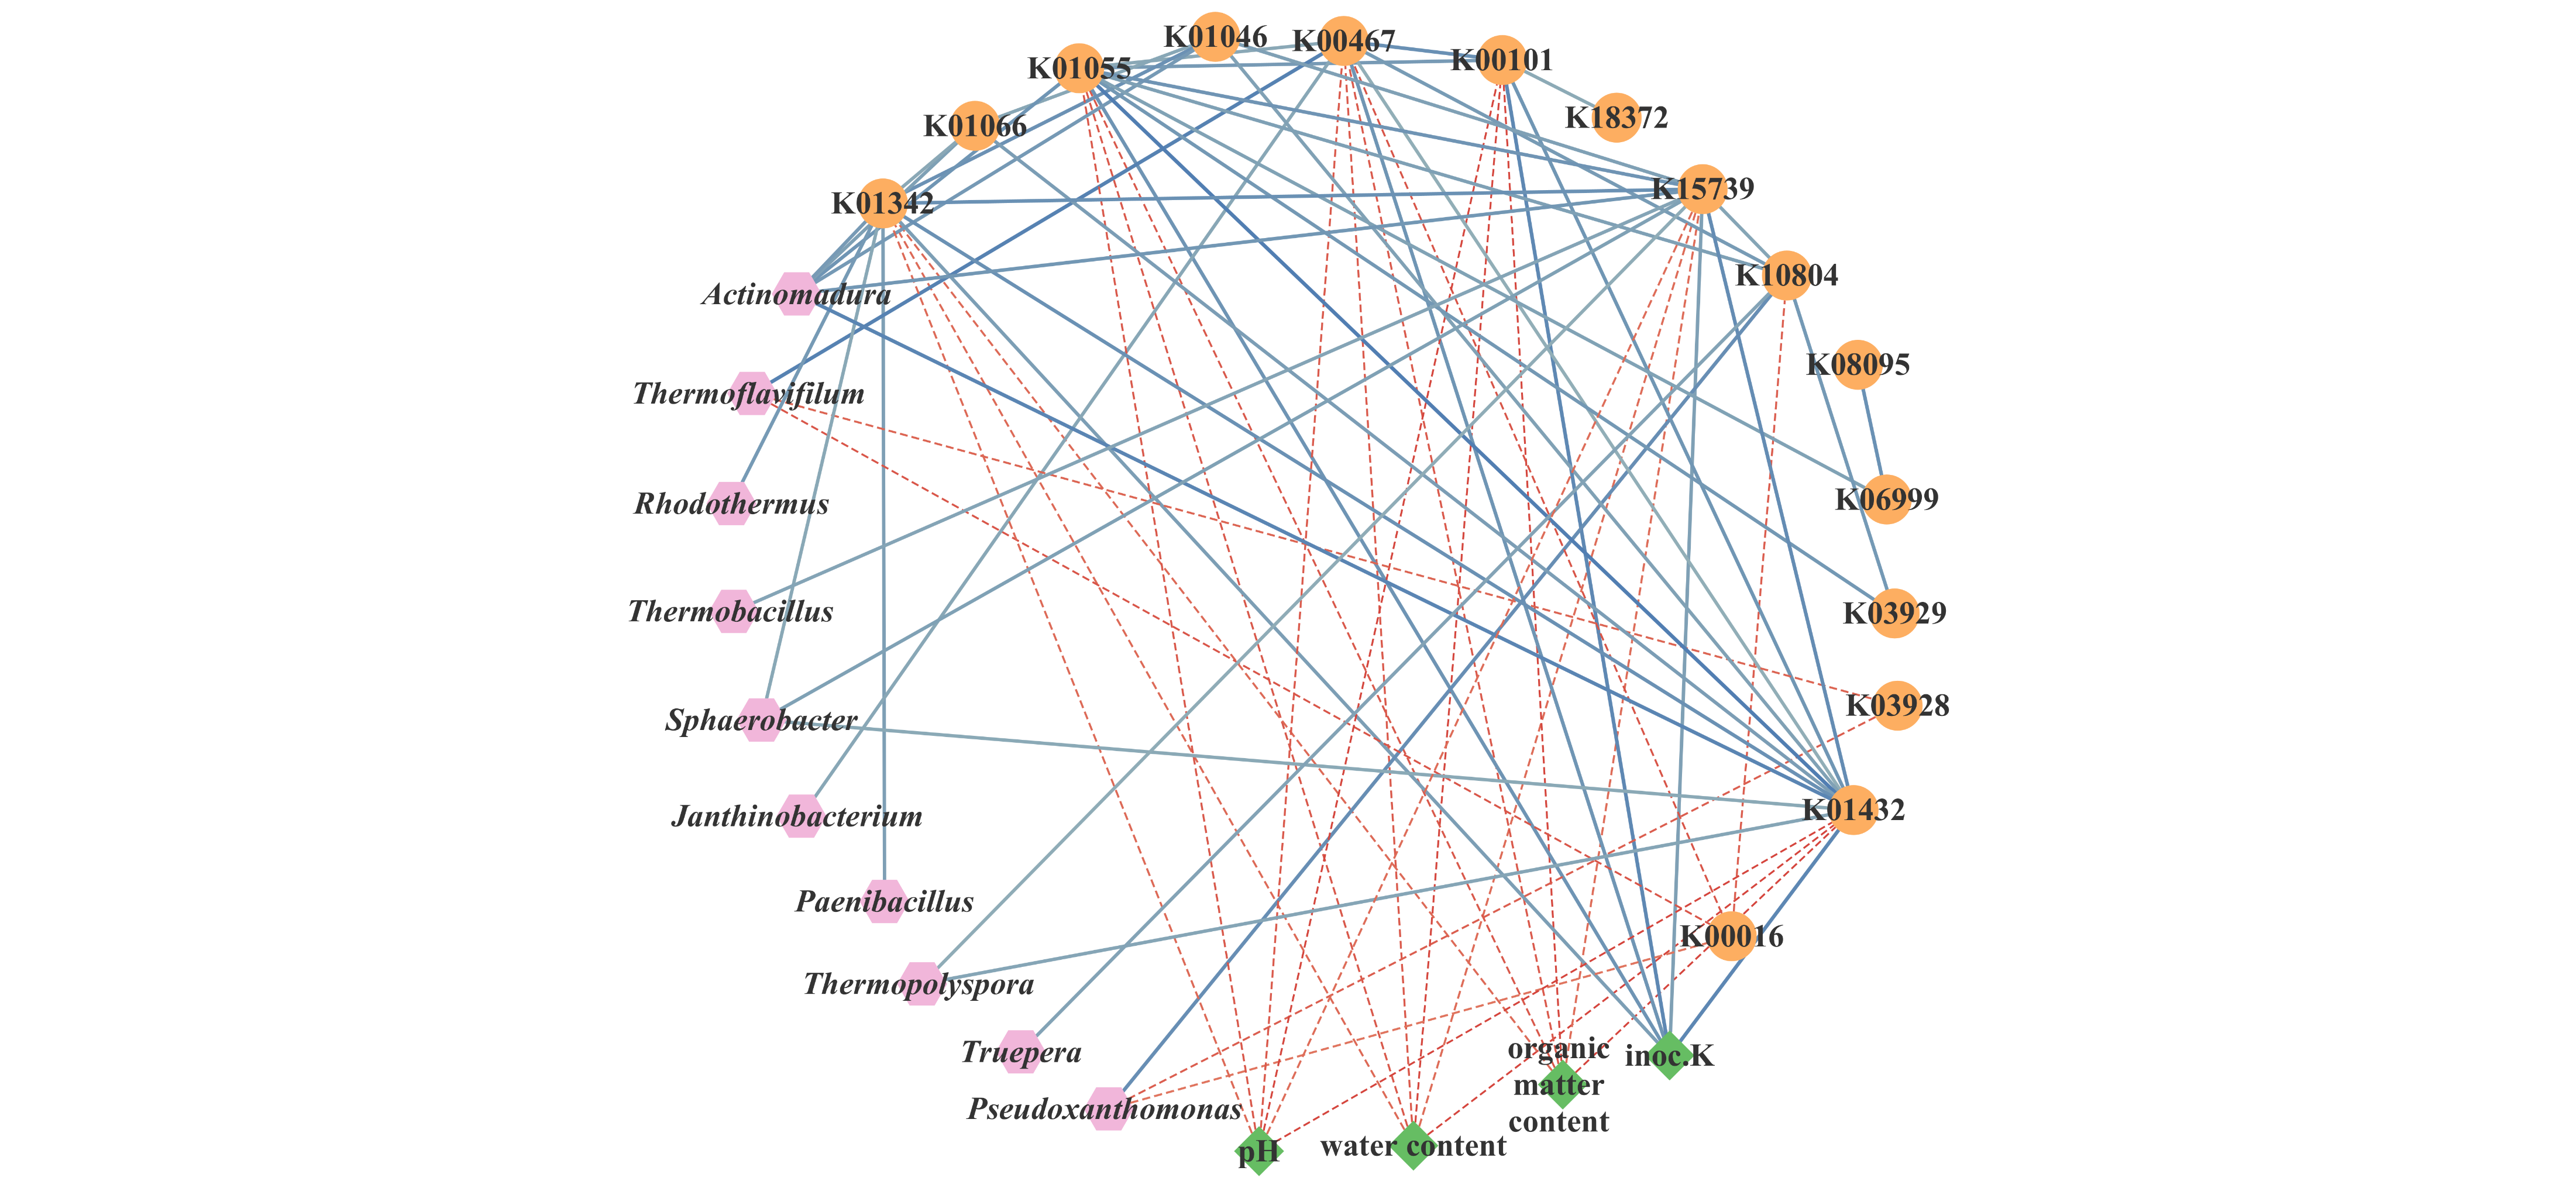 K01046
K00467
K00101
K01055
K18372
K01066
K15739
K01342
K10804
Actinomadura
K08095
Thermoflavifilum
K06999
Rhodothermus
Thermobacillus
K03929
K03928
Sphaerobacter
K01432
Janthinobacterium
Paenibacillus
K00016
Thermopolyspora
Truepera
organic
matter
content
inoc.K
Pseudoxanthomonas
water content
pH